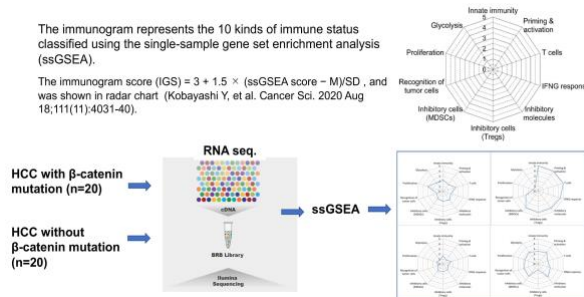 The immunogram represents the 10 kinds of immune status
classified using the single-sample gene set enrichment analysis
(ssGSEA).
The immunogram score (IGS) = 3 + 1.5 × (ssGSEA score − M)/SD , and
was shown in radar chart (Kobayashi Y, et al. Cancer Sci. 2020 Aug
18;111(11):4031-40).
Innate immunity
Priming &
activation
T cells
IFNG respons
Inhibitory
molecules
Inhibitory cells
(Tregs)
Inhibitory cells
(MDSCs)
Recognition of
tumor cells
Proliferation
Glycolysis
5
4
3
2
1
0
RNA seq.
HCC with β-catenin
mutation (n=20)
HCC without
β-catenin mutation
(n=20)
cDNA
BRB Library
Illumina
Sequencing
ssGSEA